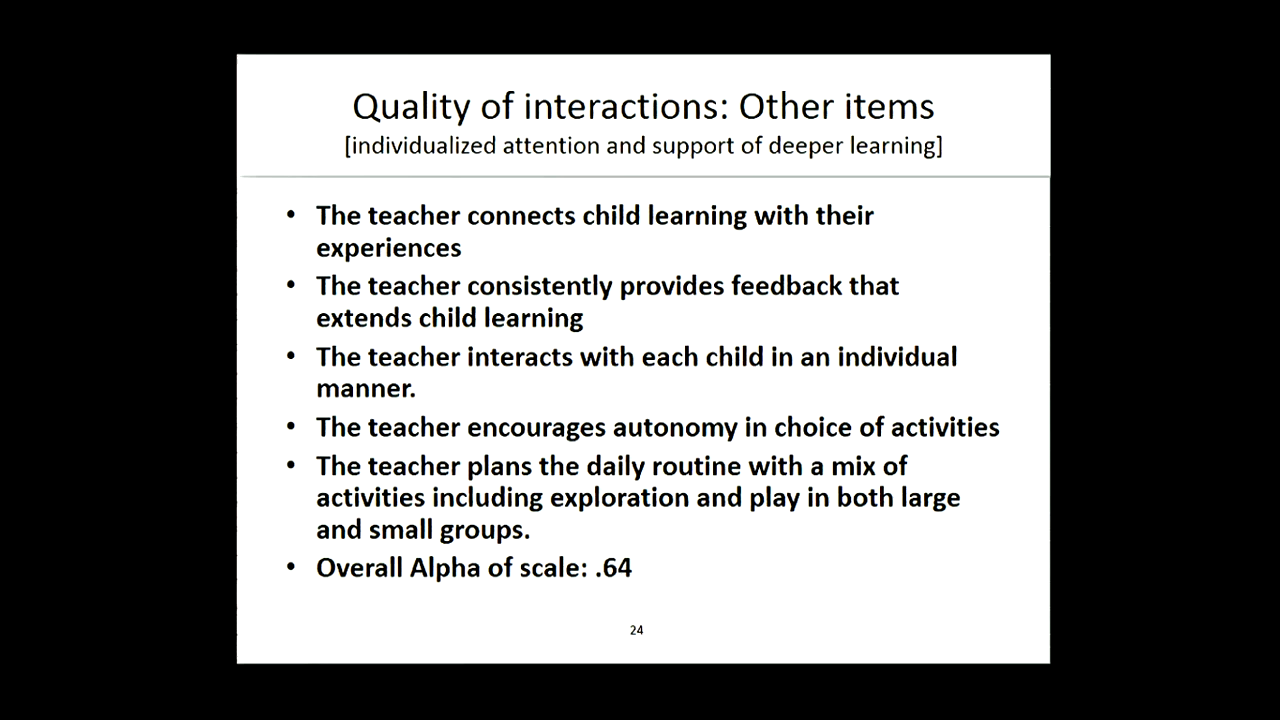 Quality of interactions: Other items
[individualized attention and support of deeper learning]
• The teacher connects child learning with their
experiences
• The teacher consistently provides feedback that
extends child learning
• The teacher interacts with each child in an individual
manner.
• The teacher encourages autonomy in choice of activities
• The teacher plans the daily routine with a mix of
activities including exploration and play in both large
and small groups.
• Overall Alpha of scale: .64
24